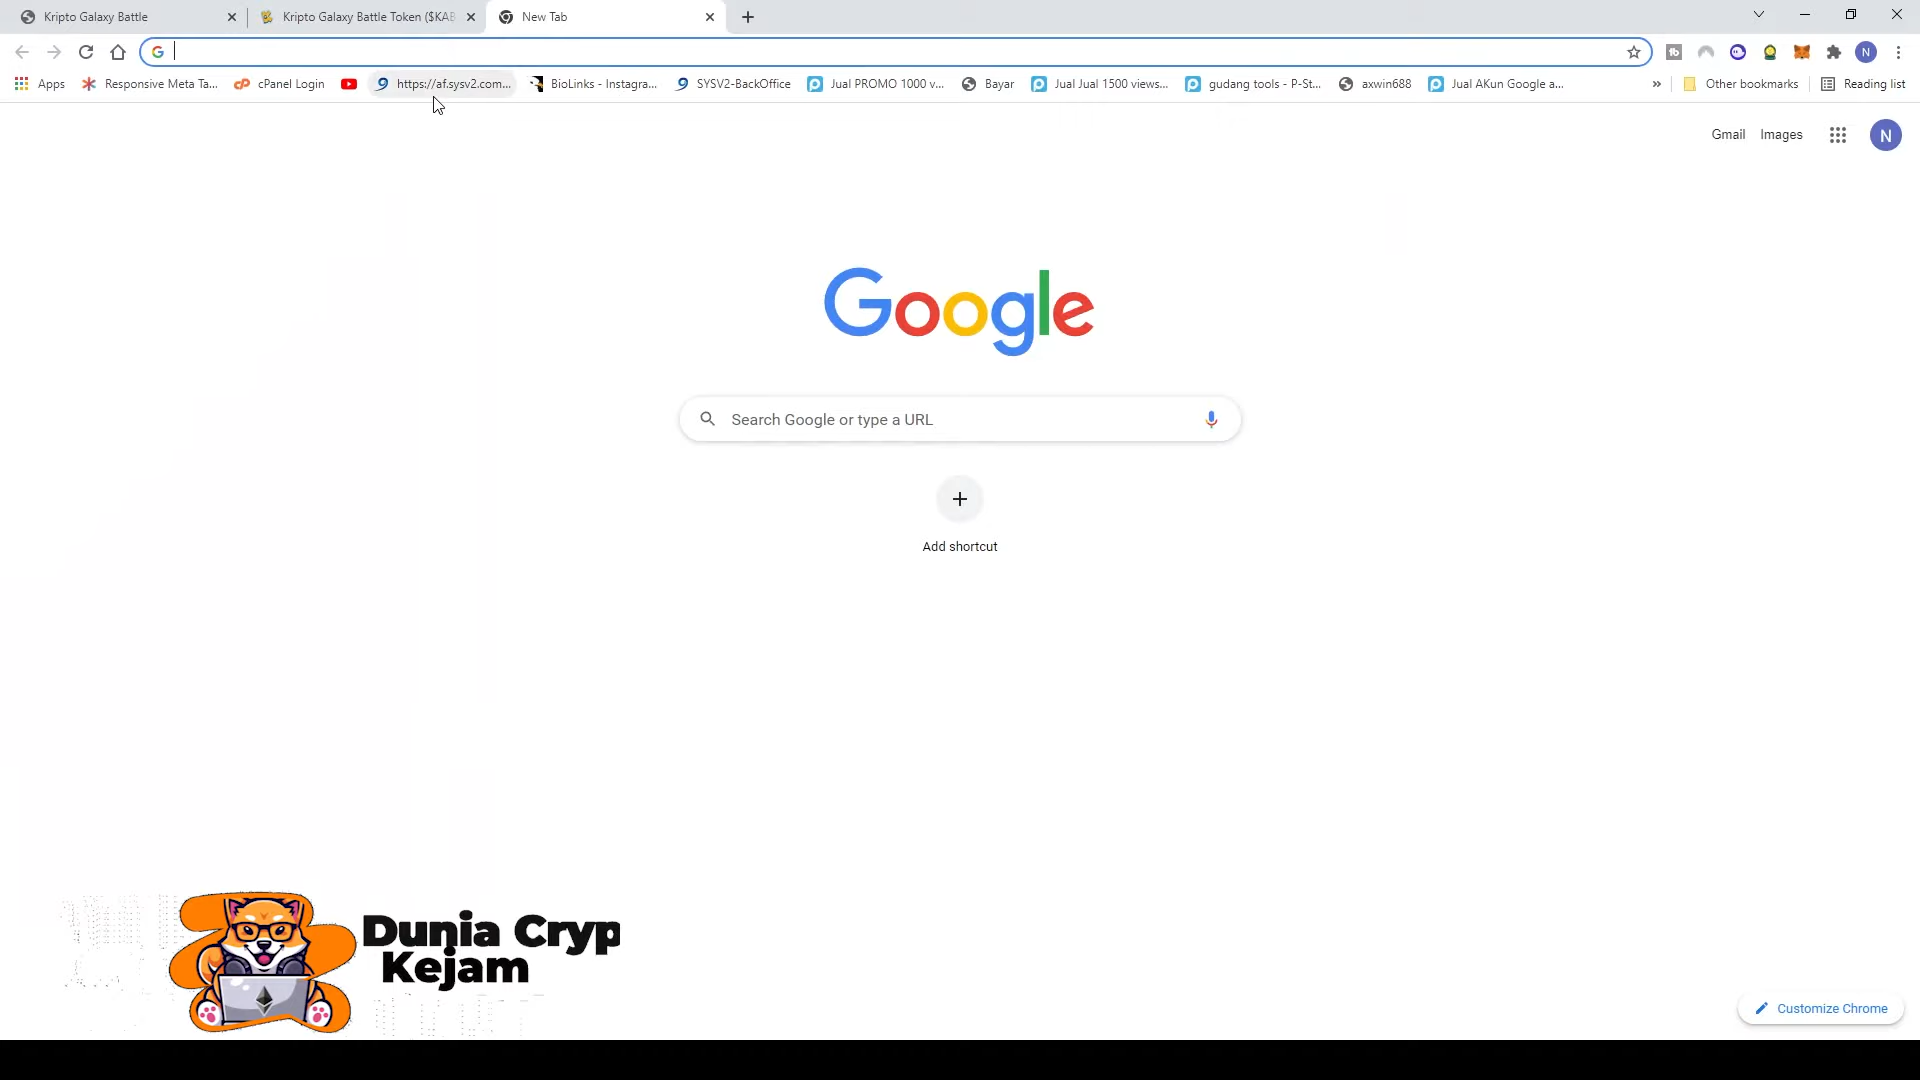 Kripto Galaxy Battle
Kripto Galaxy Battle Token ($KAB
New Tab
Apps
Responsive Meta Ta...
cPanel Login
https://af.sysv2.com...
BioLinks - Instagra...
SYSV2-BackOffice
Jual PROMO 1000 v...
Bayar
Jual Jual 1500 views...
gudang tools - P-St...
axwin688
Jual AKun Google a...
»
Other bookmarks
Reading list
N
Gmail
Images
N
Google
Search Google or type a URL
Add shortcut
Dunia Cryp
Kejam
Customize Chrome